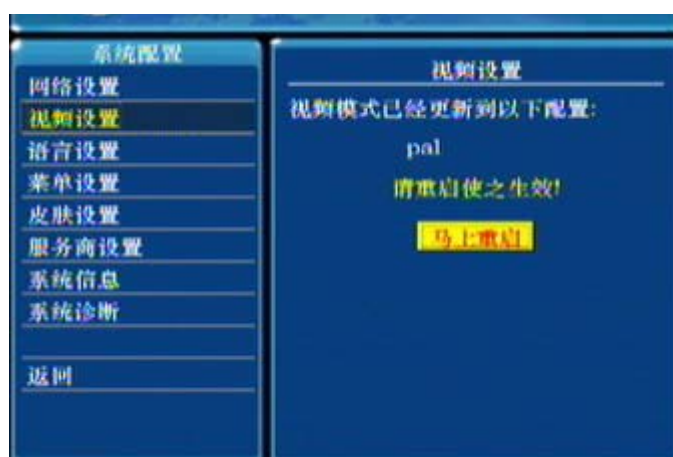 系统配置
网络设置
视频设置
语言设置
菜单设置
皮肤设置
服务商设置
系统信息
系统诊断
返回
视频设置
视频模式已经更新到以下配置:
pal
请重启使之生效!
马上重启